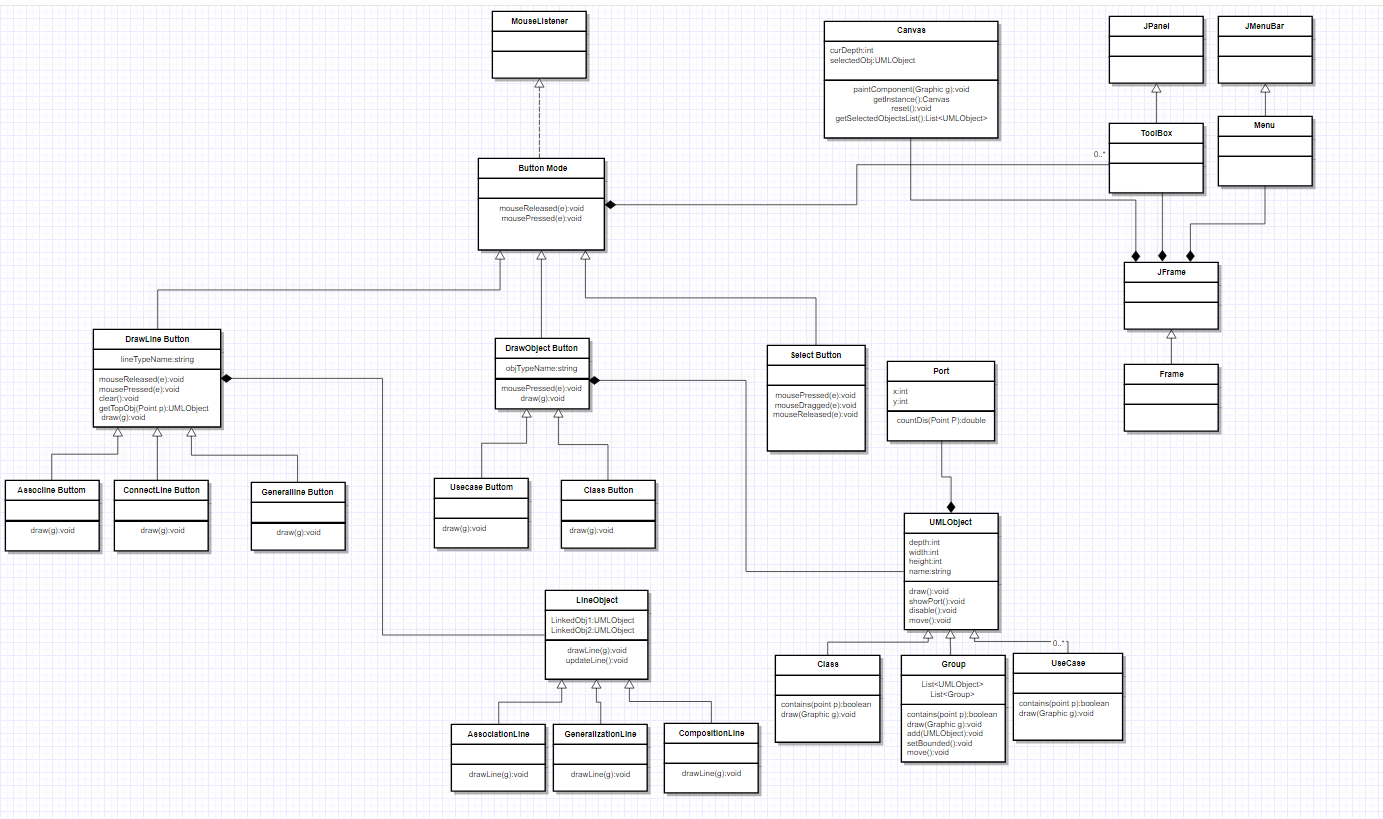 MouseListener
Canvas
curDepth:int
selectedObj:UMLObject
paintComponent(Graphic g):void
getInstance():Canvas
reset():void
getSelectedObjectsList():List<UMLObject>
JPanel
JMenuBar
ToolBox
Menu
0..*
Button Mode
mouseReleased(e):void
mousePressed(e):void
JFrame
Frame
DrawLine Button
lineTypeName:string
mouseReleased(e):void
mousePressed(e):void
clear():void
getTopObj(Point p):UMLObject
draw(g):void
DrawObject Button
objTypeName:string
mousePressed(e):void
draw(g):void
Select Button
mousePressed(e):void
mouseDragged(e):void
mouseReleased(e):void
Port
x:int
y:int
countDis(Point P):double
Assocline Buttom
draw(g):void
ConnectLine Button
draw(g):void
Generalline Button
draw(g):void
Usecase Buttom
draw(g):void
Class Button
draw(g):void
UMLObject
depth:int
width:int
height:int
name:string
draw():void
showPort():void
disable():void
move():void
LineObject
LinkedObj1:UMLObject
LinkedObj2:UMLObject
drawLine(g):void
updateLine():void
0..*
Class
contains(point p):boolean
draw(Graphic g):void
Group
List<UMLObject>
List<Group>
contains(point p):boolean
draw(Graphic g):void
add(UMLObject):void
setBounded():void
move():void
UseCase
contains(point p):boolean
draw(Graphic g):void
AssociationLine
drawLine(g):void
GeneralizationLine
drawLine(g):void
CompositionLine
drawLine(g):void